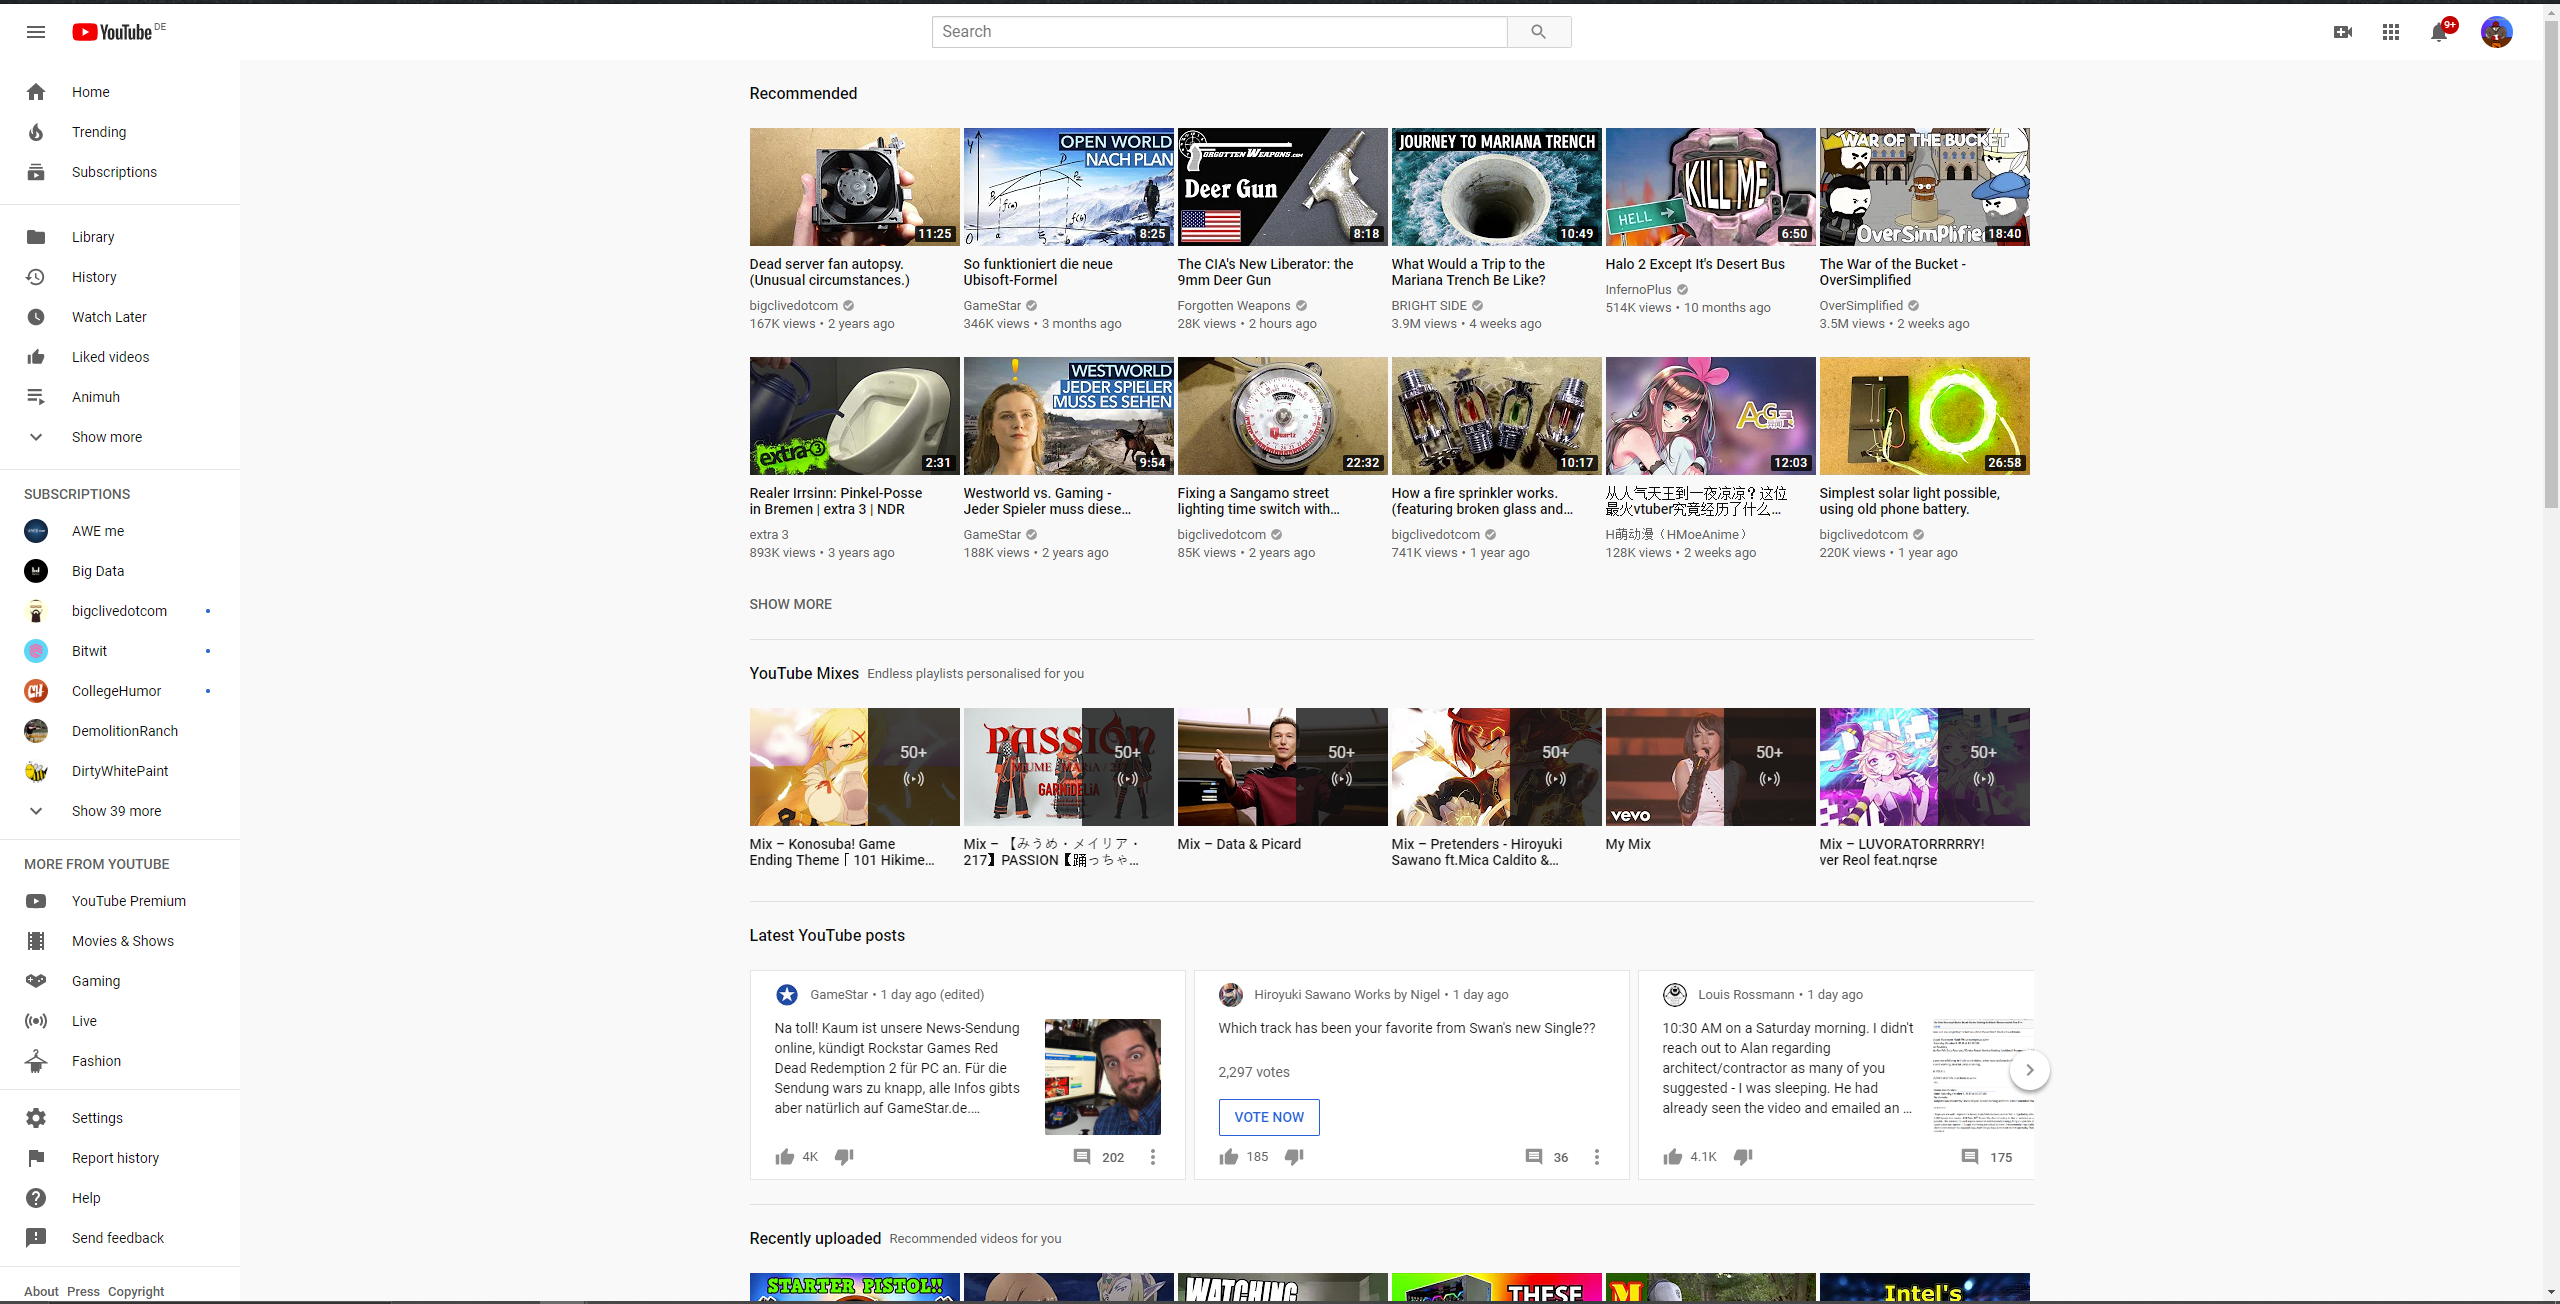 YouTube DE
Search
9+
Home
Trending
Subscriptions
Library
History
Watch Later
Liked videos
Animuh
Show more
SUBSCRIPTIONS
AWE me
Big Data
bigclivedotcom
Bitwit
CollegeHumor
DemolitionRanch
DirtyWhitePaint
Show 39 more
MORE FROM YOUTUBE
YouTube Premium
Movies & Shows
Gaming
Live
Fashion
Settings
Report history
Help
Send feedback
About Press Copyright
Recommended
11:25
Dead server fan autopsy.
(Unusual circumstances.)
bigclivedotcom
167K views • 2 years ago
OPEN WORLD
NACH PLAN
8:25
So funktioniert die neue
Ubisoft-Formel
GameStar
346K views • 3 months ago
FORGOTTEN WEAPONS.COM
Deer Gun
8:18
The CIA's New Liberator: the
9mm Deer Gun
Forgotten Weapons
28K views • 2 hours ago
JOURNEY TO MARIANA TRENCH
10:49
What Would a Trip to the
Mariana Trench Be Like?
BRIGHT SIDE
3.9M views • 4 weeks ago
KILL ME
HELL
6:50
Halo 2 Except It's Desert Bus
InfernoPlus
514K views • 10 months ago
WAR OF THE BUCKET
OverSimplified
18:40
The War of the Bucket -
OverSimplified
OverSimplified
3.5M views • 2 weeks ago
extra 3
2:31
Realer Irrsinn: Pinkel-Posse
in Bremen | extra 3 | NDR
extra 3
893K views • 3 years ago
WESTWORLD
JEDER SPIELER
MUSS ES SEHEN
9:54
Westworld vs. Gaming -
Jeder Spieler muss diese...
GameStar
188K views • 2 years ago
Quartz
22:32
Fixing a Sangamo street
lighting time switch with...
bigclivedotcom
85K views • 2 years ago
10:17
How a fire sprinkler works.
(featuring broken glass and...
bigclivedotcom
741K views • 1 year ago
ACG
12:03
从人气天王到一夜凉凉？这位
最火vtuber究竟经历了什么...
H萌动漫（HMoeAnime）
128K views • 2 weeks ago
26:58
Simplest solar light possible,
using old phone battery.
bigclivedotcom
220K views • 1 year ago
SHOW MORE
YouTube Mixes Endless playlists personalised for you
50+
Mix – Konosuba! Game
Ending Theme「 101 Hikime...
PASSION
GARNiDELiA
50+
Mix – 【みうめ・メイリア・
217】PASSION【踊っちゃ...
50+
Mix – Data & Picard
50+
Mix – Pretenders - Hiroyuki
Sawano ft.Mica Caldito &...
vevo
50+
My Mix
50+
Mix – LUVORATORRRRRY!
ver Reol feat.nqrse
Latest YouTube posts
GameStar • 1 day ago (edited)
Na toll! Kaum ist unsere News-Sendung
online, kündigt Rockstar Games Red
Dead Redemption 2 für PC an. Für die
Sendung wars zu knapp, alle Infos gibts
aber natürlich auf GameStar.de....
4K
202
Hiroyuki Sawano Works by Nigel • 1 day ago
Which track has been your favorite from Swan's new Single??
2,297 votes
VOTE NOW
185
36
Louis Rossmann • 1 day ago
10:30 AM on a Saturday morning. I didn't
reach out to Alan regarding
architect/contractor as many of you
suggested - I was sleeping. He had
already seen the video and emailed an ...
4.1K
175
Recently uploaded Recommended videos for you
STARTER PISTOL!!
WATCHING
THESE
M
Intel's